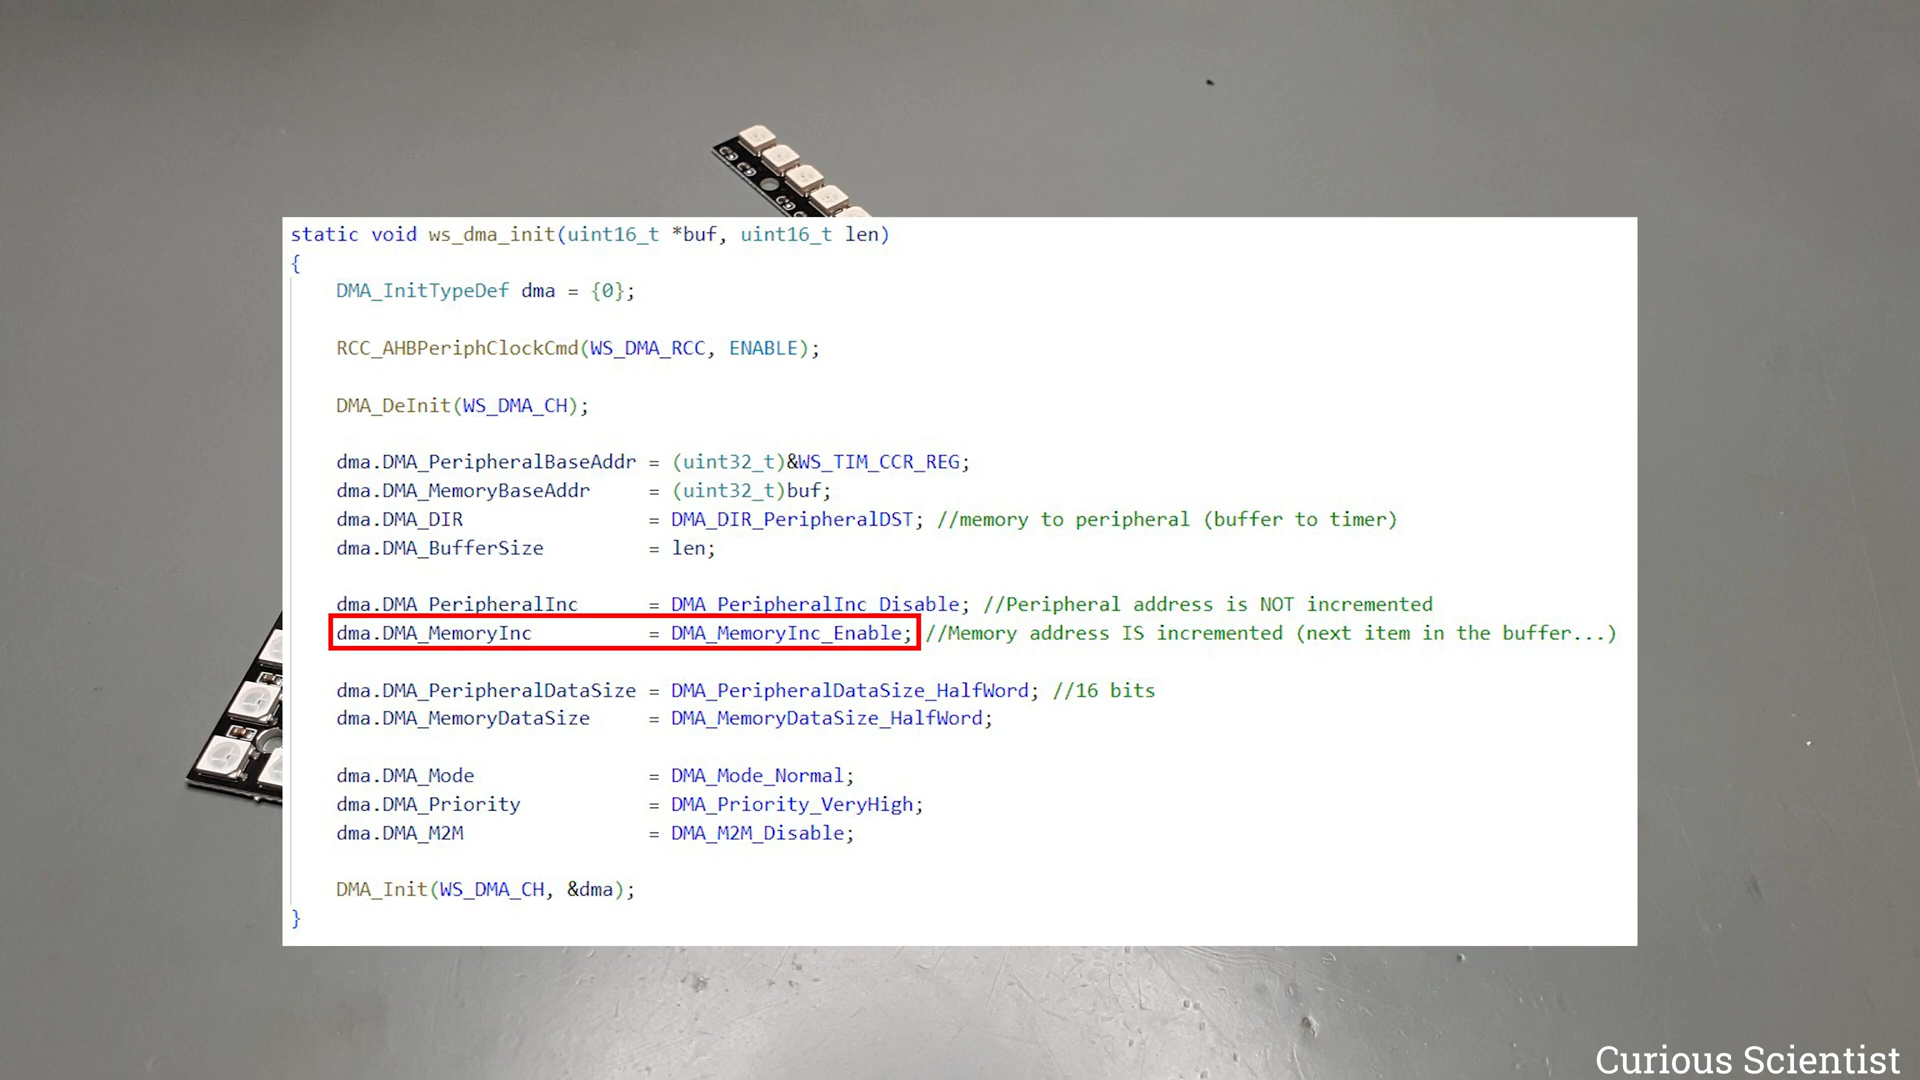 static void ws_dma_init(uint16_t *buf, uint16_t len)
{
DMA_InitTypeDef dma = {0};
RCC_AHBPeriphClockCmd(WS_DMA_RCC, ENABLE);
DMA_DeInit(WS_DMA_CH);
dma.DMA_PeripheralBaseAddr = (uint32_t)&WS_TIM_CCR_REG;
dma.DMA_MemoryBaseAddr = (uint32_t)buf;
dma.DMA_DIR = DMA_DIR_PeripheralDST; //memory to peripheral (buffer to timer)
dma.DMA_BufferSize = len;
dma.DMA_PeripheralInc = DMA_PeripheralInc_Disable; //Peripheral address is NOT incremented
dma.DMA_MemoryInc = DMA_MemoryInc_Enable; //Memory address IS incremented (next item in the buffer...)
dma.DMA_PeripheralDataSize = DMA_PeripheralDataSize_HalfWord; //16 bits
dma.DMA_MemoryDataSize = DMA_MemoryDataSize_HalfWord;
dma.DMA_Mode = DMA_Mode_Normal;
dma.DMA_Priority = DMA_Priority_VeryHigh;
dma.DMA_M2M = DMA_M2M_Disable;
DMA_Init(WS_DMA_CH, &dma);
}
Curious Scientist